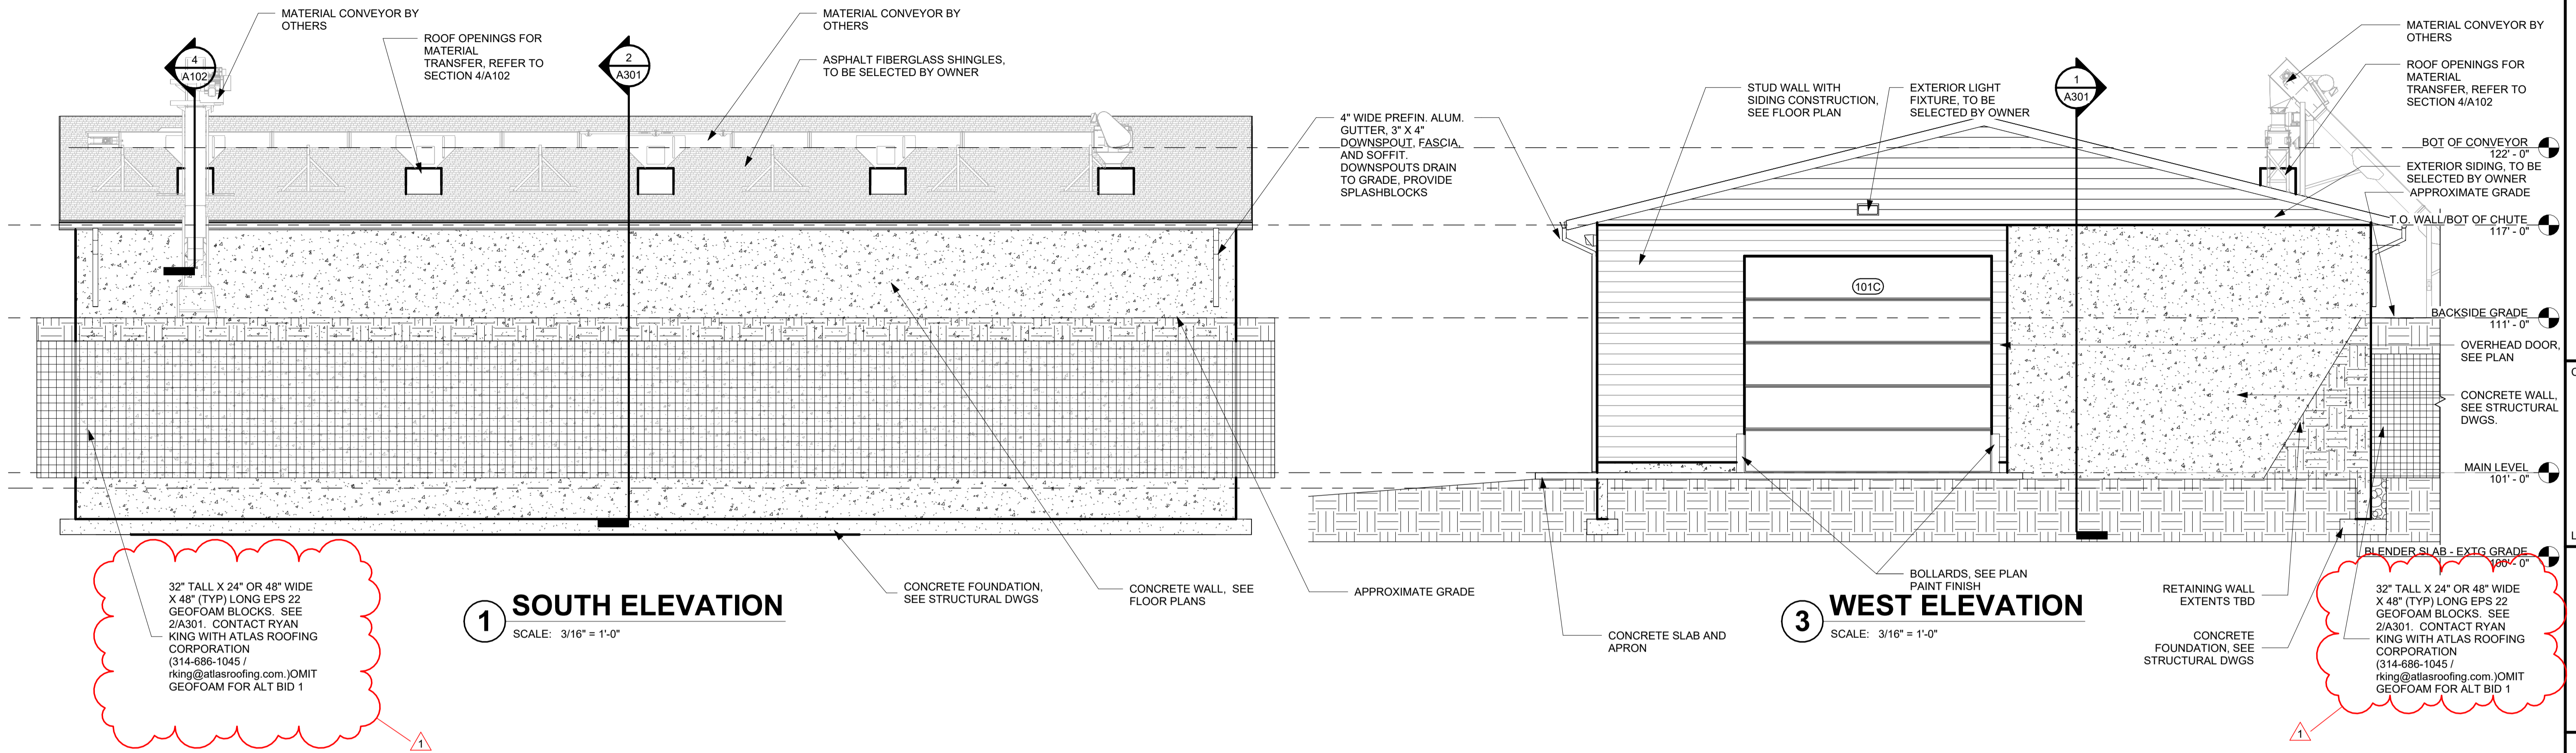 MATERIAL CONVEYOR BY
OTHERS
4
A102
ROOF OPENINGS FOR
MATERIAL
TRANSFER, REFER TO
SECTION 4/A102
2
A301
MATERIAL CONVEYOR BY
OTHERS
ASPHALT FIBERGLASS SHINGLES,
TO BE SELECTED BY OWNER
4" WIDE PREFIN. ALUM.
GUTTER, 3" X 4"
DOWNSPOUT, FASCIA,
AND SOFFIT.
DOWNSPOUTS DRAIN
TO GRADE, PROVIDE
SPLASHBLOCKS
32" TALL X 24" OR 48" WIDE
X 48" (TYP) LONG EPS 22
GEOFOAM BLOCKS. SEE
2/A301. CONTACT RYAN
KING WITH ATLAS ROOFING
CORPORATION
(314-686-1045 /
rking@atlasroofing.com.)OMIT
GEOFOAM FOR ALT BID 1
1
CONCRETE FOUNDATION,
SEE STRUCTURAL DWGS
CONCRETE WALL, SEE
FLOOR PLANS
APPROXIMATE GRADE
1
SOUTH ELEVATION
SCALE: 3/16" = 1'-0"
STUD WALL WITH
SIDING CONSTRUCTION,
SEE FLOOR PLAN
EXTERIOR LIGHT
FIXTURE, TO BE
SELECTED BY OWNER
1
A301
101C
MATERIAL CONVEYOR BY
OTHERS
ROOF OPENINGS FOR
MATERIAL
TRANSFER, REFER TO
SECTION 4/A102
BOT OF CONVEYOR
122' - 0"
EXTERIOR SIDING, TO BE
SELECTED BY OWNER
APPROXIMATE GRADE
T.O. WALL/BOT OF CHUTE
117' - 0"
BACKSIDE GRADE
111' - 0"
OVERHEAD DOOR,
SEE PLAN
CONCRETE WALL,
SEE STRUCTURAL
DWGS.
MAIN LEVEL
101' - 0"
BLENDER SLAB - EXTG GRADE
100' - 0"
CONCRETE SLAB AND
APRON
BOLLARDS, SEE PLAN
PAINT FINISH
3
WEST ELEVATION
SCALE: 3/16" = 1'-0"
RETAINING WALL
EXTENTS TBD
CONCRETE
FOUNDATION, SEE
STRUCTURAL DWGS
32" TALL X 24" OR 48" WIDE
X 48" (TYP) LONG EPS 22
GEOFOAM BLOCKS. SEE
2/A301. CONTACT RYAN
KING WITH ATLAS ROOFING
CORPORATION
(314-686-1045 /
rking@atlasroofing.com.)OMIT
GEOFOAM FOR ALT BID 1
1